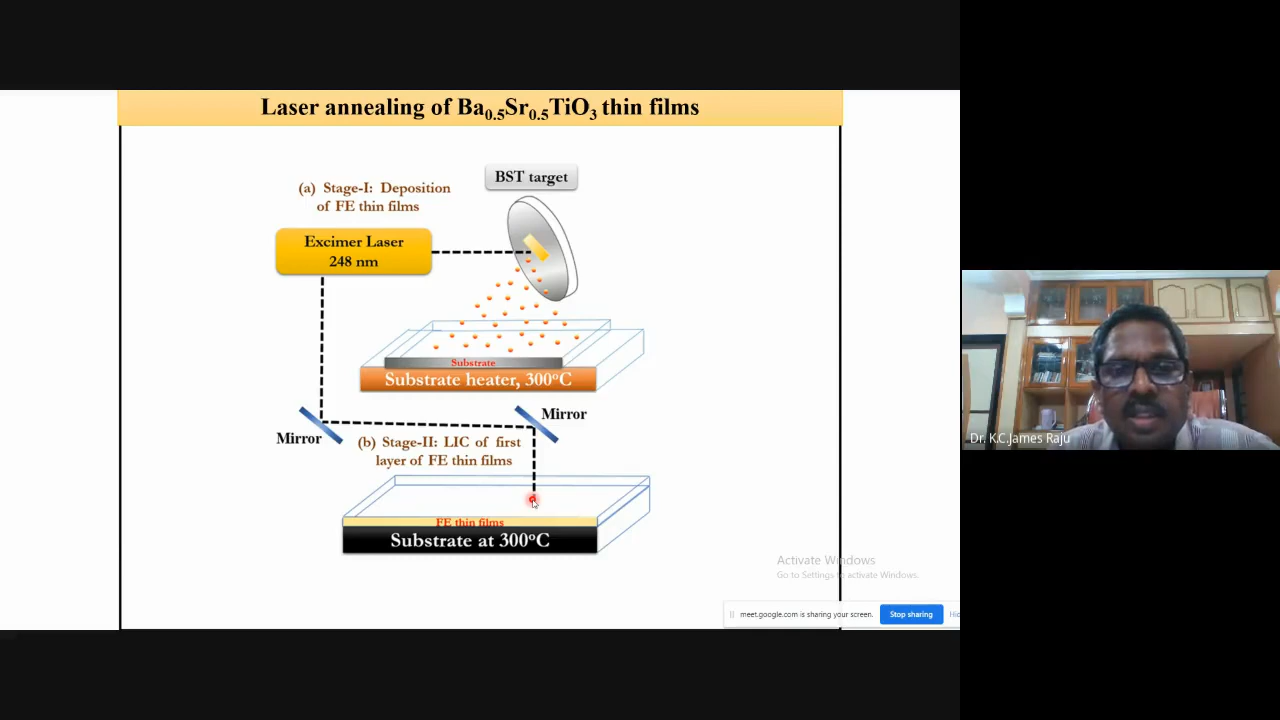 Laser annealing of Ba0.5Sr0.5TiO3 thin films
BST target
(a) Stage-I: Deposition
of FE thin films
Excimer Laser
248 nm
Substrate
Substrate heater, 300oC
Mirror
Mirror
(b) Stage-II: LIC of first
layer of FE thin films
FE thin films
Substrate at 300oC
Activate Windows
Go to Settings to activate Windows.
meet.google.com is sharing your screen.
Stop sharing
Dr. K.C.James Raju